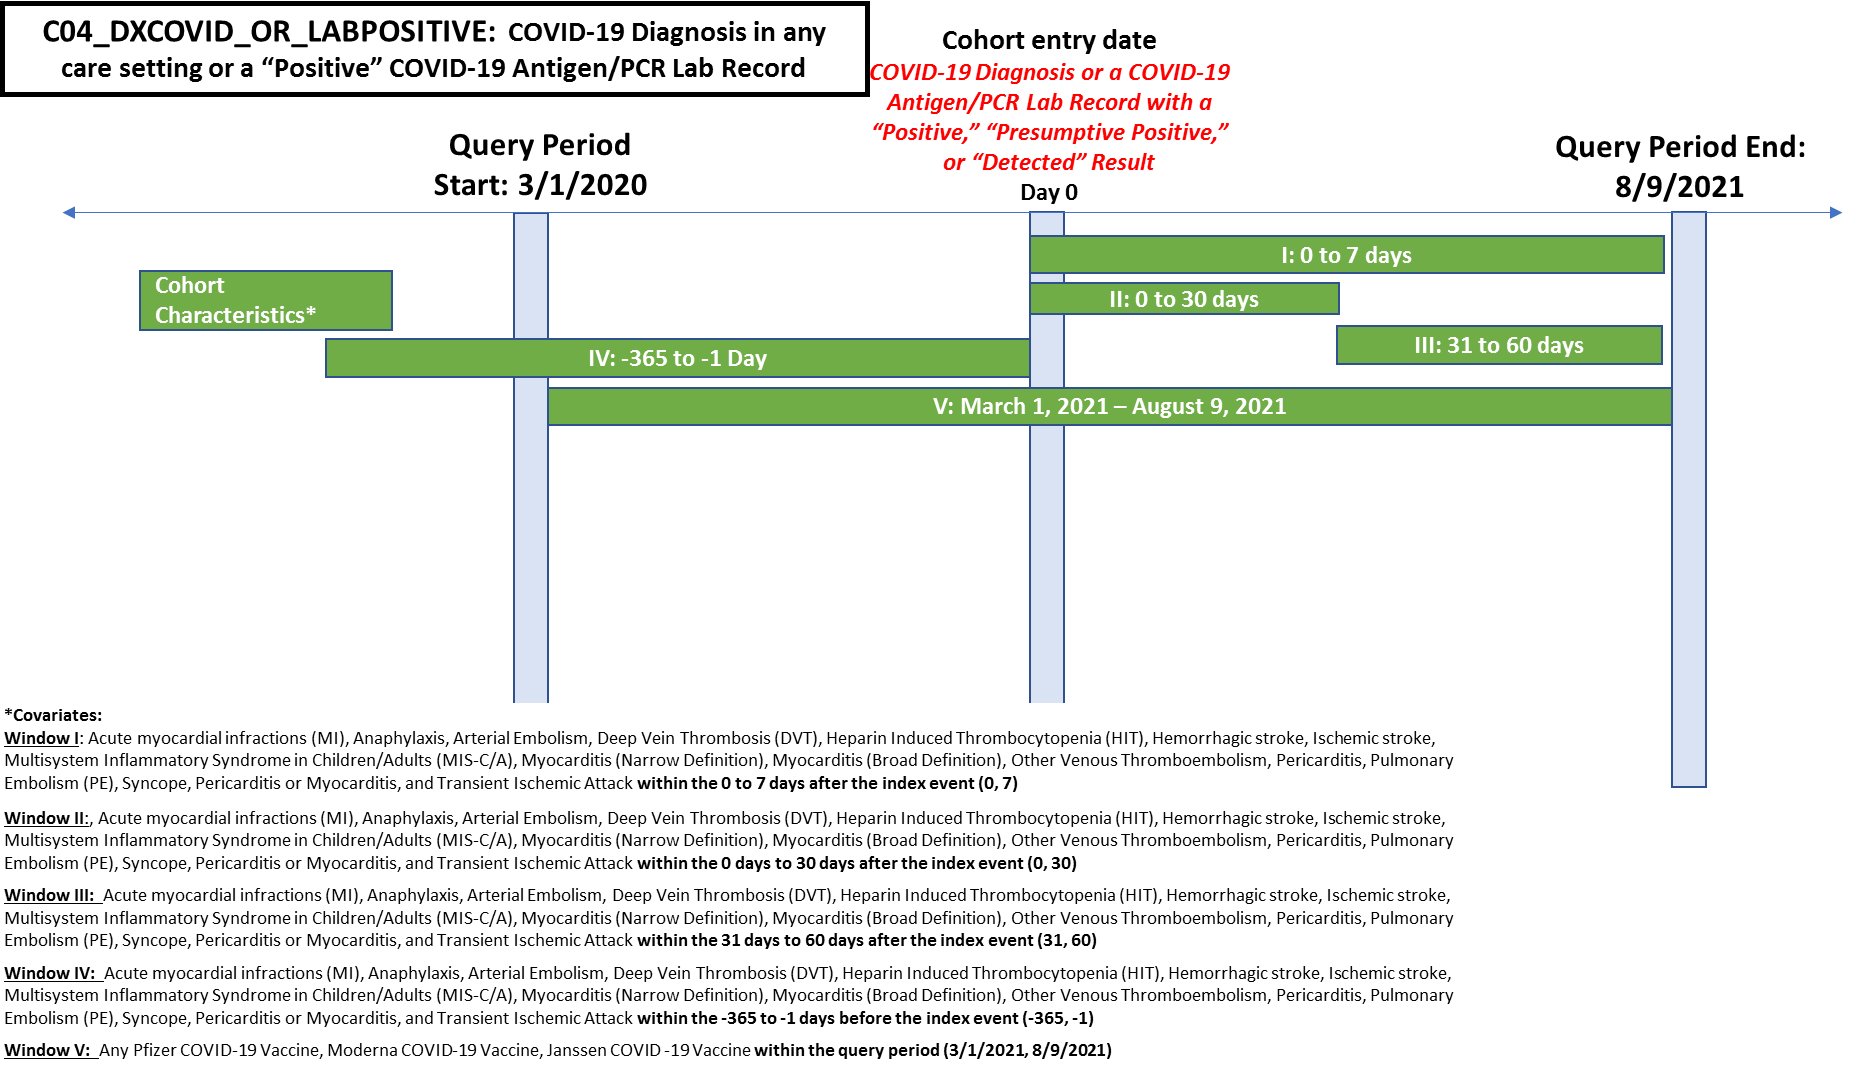 C04_DXCOVID_OR_LABPOSITIVE: COVID-19 Diagnosis in any
care setting or a “Positive” COVID-19 Antigen/PCR Lab Record
Cohort entry date
COVID-19 Diagnosis or a COVID-19
Antigen/PCR Lab Record with a
“Positive,” “Presumptive Positive,”
or “Detected” Result
Day 0
Query Period
Start: 3/1/2020
Query Period End:
8/9/2021
I: 0 to 7 days
Cohort
Characteristics*
II: 0 to 30 days
III: 31 to 60 days
IV: -365 to -1 Day
V: March 1, 2021 – August 9, 2021
*Covariates:
Window I: Acute myocardial infractions (MI), Anaphylaxis, Arterial Embolism, Deep Vein Thrombosis (DVT), Heparin Induced Thrombocytopenia (HIT), Hemorrhagic stroke, Ischemic stroke,
Multisystem Inflammatory Syndrome in Children/Adults (MIS-C/A), Myocarditis (Narrow Definition), Myocarditis (Broad Definition), Other Venous Thromboembolism, Pericarditis, Pulmonary
Embolism (PE), Syncope, Pericarditis or Myocarditis, and Transient Ischemic Attack within the 0 to 7 days after the index event (0, 7)
Window II:, Acute myocardial infractions (MI), Anaphylaxis, Arterial Embolism, Deep Vein Thrombosis (DVT), Heparin Induced Thrombocytopenia (HIT), Hemorrhagic stroke, Ischemic stroke,
Multisystem Inflammatory Syndrome in Children/Adults (MIS-C/A), Myocarditis (Narrow Definition), Myocarditis (Broad Definition), Other Venous Thromboembolism, Pericarditis, Pulmonary
Embolism (PE), Syncope, Pericarditis or Myocarditis, and Transient Ischemic Attack within the 0 days to 30 days after the index event (0, 30)
Window III: Acute myocardial infractions (MI), Anaphylaxis, Arterial Embolism, Deep Vein Thrombosis (DVT), Heparin Induced Thrombocytopenia (HIT), Hemorrhagic stroke, Ischemic stroke,
Multisystem Inflammatory Syndrome in Children/Adults (MIS-C/A), Myocarditis (Narrow Definition), Myocarditis (Broad Definition), Other Venous Thromboembolism, Pericarditis, Pulmonary
Embolism (PE), Syncope, Pericarditis or Myocarditis, and Transient Ischemic Attack within the 31 days to 60 days after the index event (31, 60)
Window IV: Acute myocardial infractions (MI), Anaphylaxis, Arterial Embolism, Deep Vein Thrombosis (DVT), Heparin Induced Thrombocytopenia (HIT), Hemorrhagic stroke, Ischemic stroke,
Multisystem Inflammatory Syndrome in Children/Adults (MIS-C/A), Myocarditis (Narrow Definition), Myocarditis (Broad Definition), Other Venous Thromboembolism, Pericarditis, Pulmonary
Embolism (PE), Syncope, Pericarditis or Myocarditis, and Transient Ischemic Attack within the -365 to -1 days before the index event (-365, -1)
Window V: Any Pfizer COVID-19 Vaccine, Moderna COVID-19 Vaccine, Janssen COVID -19 Vaccine within the query period (3/1/2021, 8/9/2021)